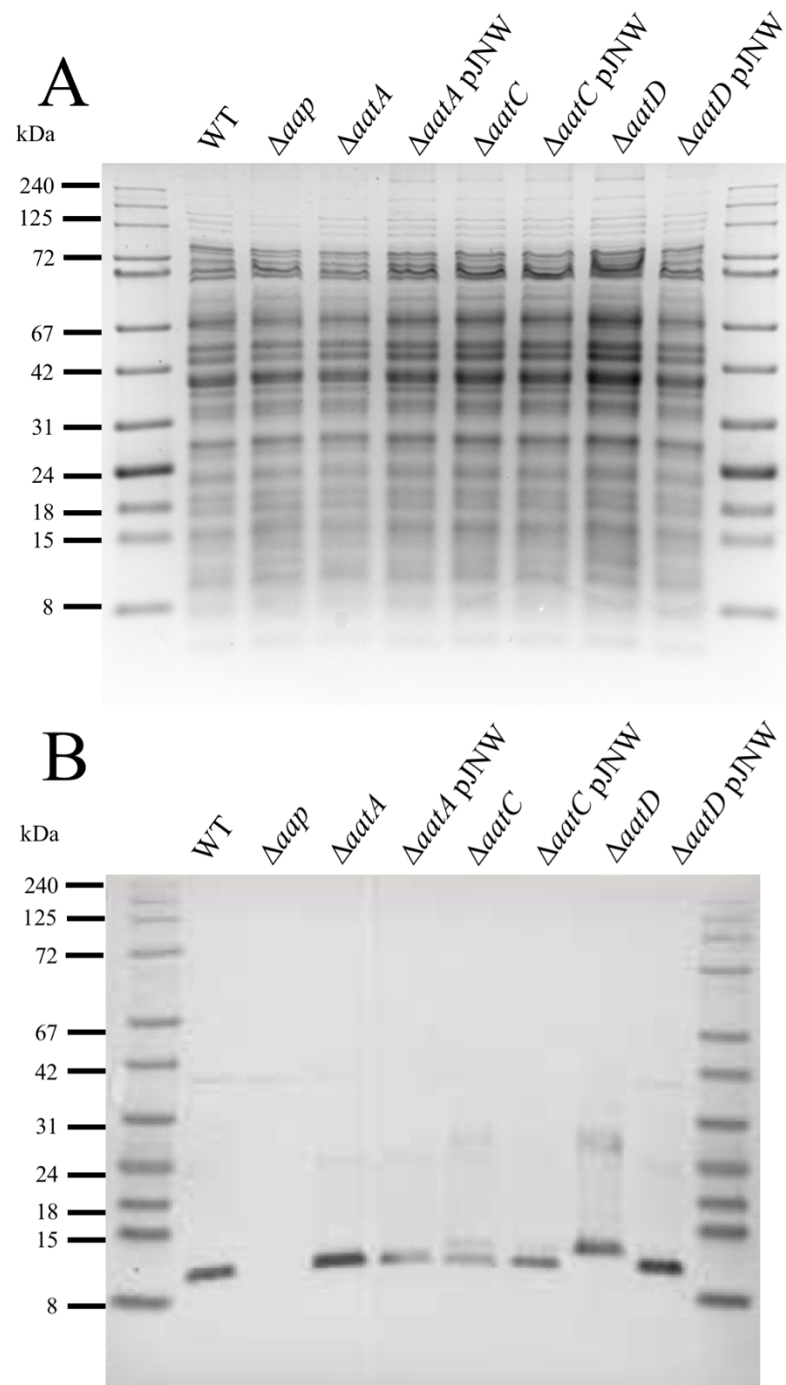 A
kDa
WT
Δaap
ΔaatA
ΔaatA pJNW
ΔaatC
ΔaatC pJNW
ΔaatD
ΔaatD pJNW
240
125
72
67
42
31
24
18
15
8
B
kDa
WT
Δaap
ΔaatA
ΔaatA pJNW
ΔaatC
ΔaatC pJNW
ΔaatD
ΔaatD pJNW
240
125
72
67
42
31
24
18
15
8